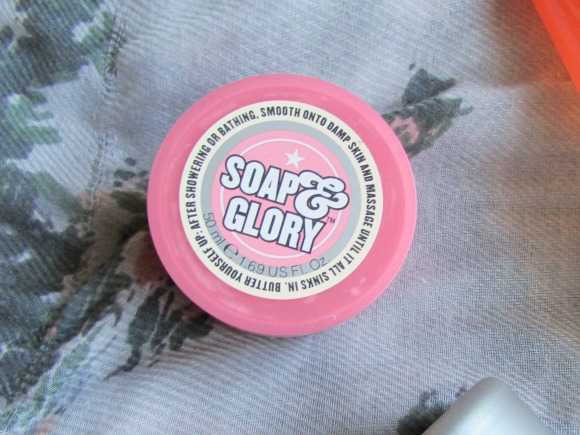 SOAP &
GLORY™
50 ml ℮ 1.69 US Fl. Oz
BUTTER YOURSELF UP: AFTER SHOWERING OR BATHING, SMOOTH ONTO DAMP SKIN AND MASSAGE UNTIL IT ALL SINKS IN.